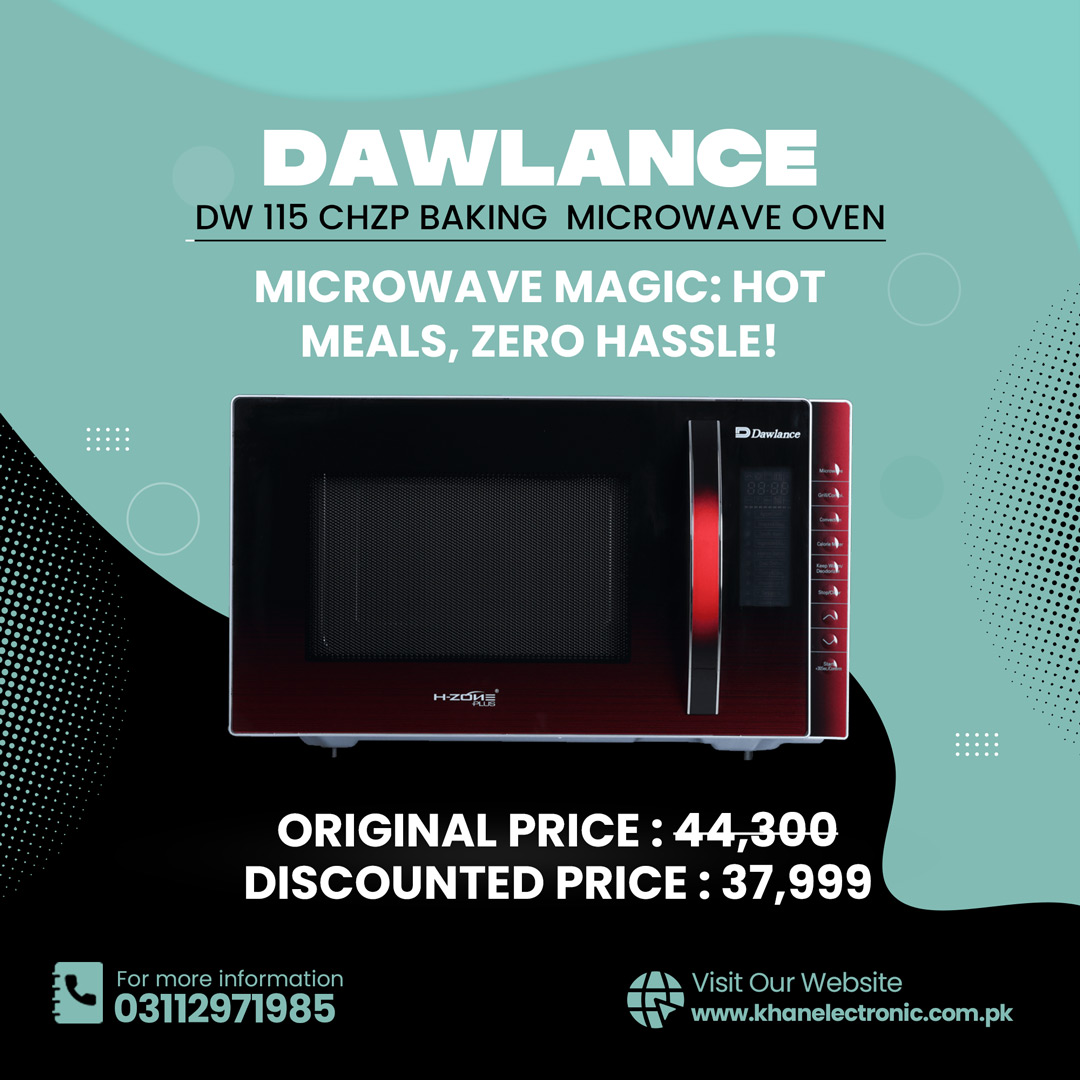 DAWLANCE
DW 115 CHZP BAKING MICROWAVE OVEN
MICROWAVE MAGIC: HOT
MEALS, ZERO HASSLE!
Dawlance
H-ZONE
PLUS
ORIGINAL PRICE : 44,300
DISCOUNTED PRICE : 37,999
For more information
03112971985
Visit Our Website
www.khanelectronic.com.pk